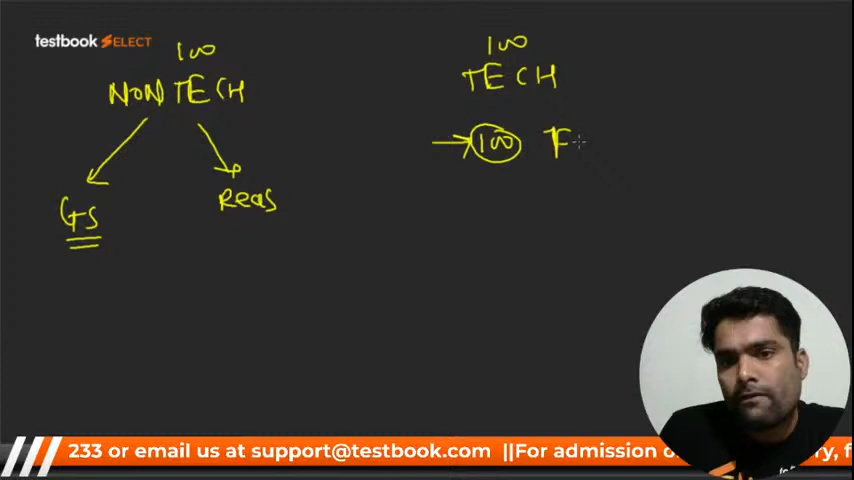 testbook SELECT
100
NON TECH
GS
Reas
100
TECH
100 F
233 or email us at support@testbook.com ||For admission o
ry, f